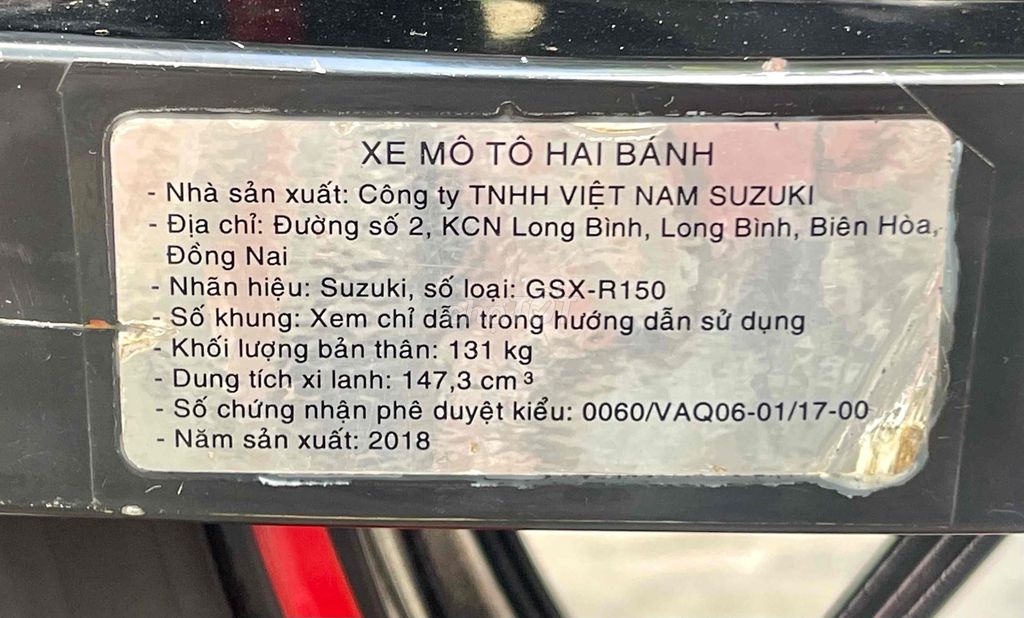 XE MÔ TÔ HAI BÁNH
- Nhà sản xuất: Công ty TNHH VIỆT NAM SUZUKI
- Địa chỉ: Đường số 2, KCN Long Bình, Long Bình, Biên Hòa,
Đồng Nai
- Nhãn hiệu: Suzuki, số loại: GSX-R150
- Số khung: Xem chỉ dẫn trong hướng dẫn sử dụng
- Khối lượng bản thân: 131 kg
- Dung tích xi lanh: 147,3 cm³
- Số chứng nhận phê duyệt kiểu: 0060/VAQ06-01/17-00
- Năm sản xuất: 2018